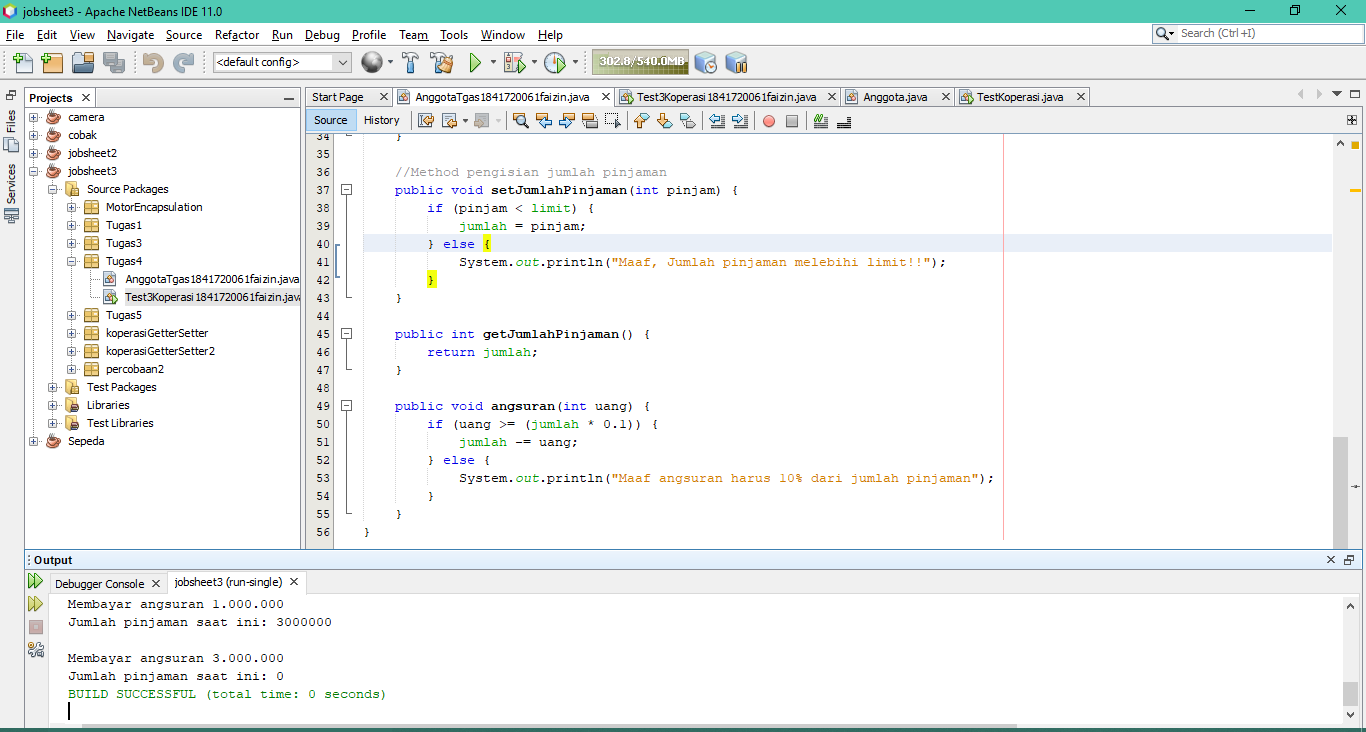 jobsheet3 - Apache NetBeans IDE 11.0
File Edit View Navigate Source Refactor Run Debug Profile Team Tools Window Help
Search (Ctrl+I)
<default config>
302.8/540.0MB
Files
Services
Projects
camera
cobak
jobsheet2
jobsheet3
Source Packages
MotorEncapsulation
Tugas1
Tugas3
Tugas4
AnggotaTgas1841720061faizin.java
Test3Koperasi1841720061faizin.java
Tugas5
koperasiGetterSetter
koperasiGetterSetter2
percobaan2
Test Packages
Libraries
Test Libraries
Sepeda
Start Page AnggotaTgas1841720061faizin.java Test3Koperasi1841720061faizin.java Anggota.java TestKoperasi.java
Source History
34 }
35
36 //Method pengisian jumlah pinjaman
37 public void setJumlahPinjaman(int pinjam) {
38 if (pinjam < limit) {
39 jumlah = pinjam;
40 } else {
41 System.out.println("Maaf, Jumlah pinjaman melebihi limit!!");
42 }
43 }
44
45 public int getJumlahPinjaman() {
46 return jumlah;
47 }
48
49 public void angsuran(int uang) {
50 if (uang >= (jumlah * 0.1)) {
51 jumlah -= uang;
52 } else {
53 System.out.println("Maaf angsuran harus 10% dari jumlah pinjaman");
54 }
55 }
56 }
Output
Debugger Console jobsheet3 (run-single)
Membayar angsuran 1.000.000
Jumlah pinjaman saat ini: 3000000
Membayar angsuran 3.000.000
Jumlah pinjaman saat ini: 0
BUILD SUCCESSFUL (total time: 0 seconds)